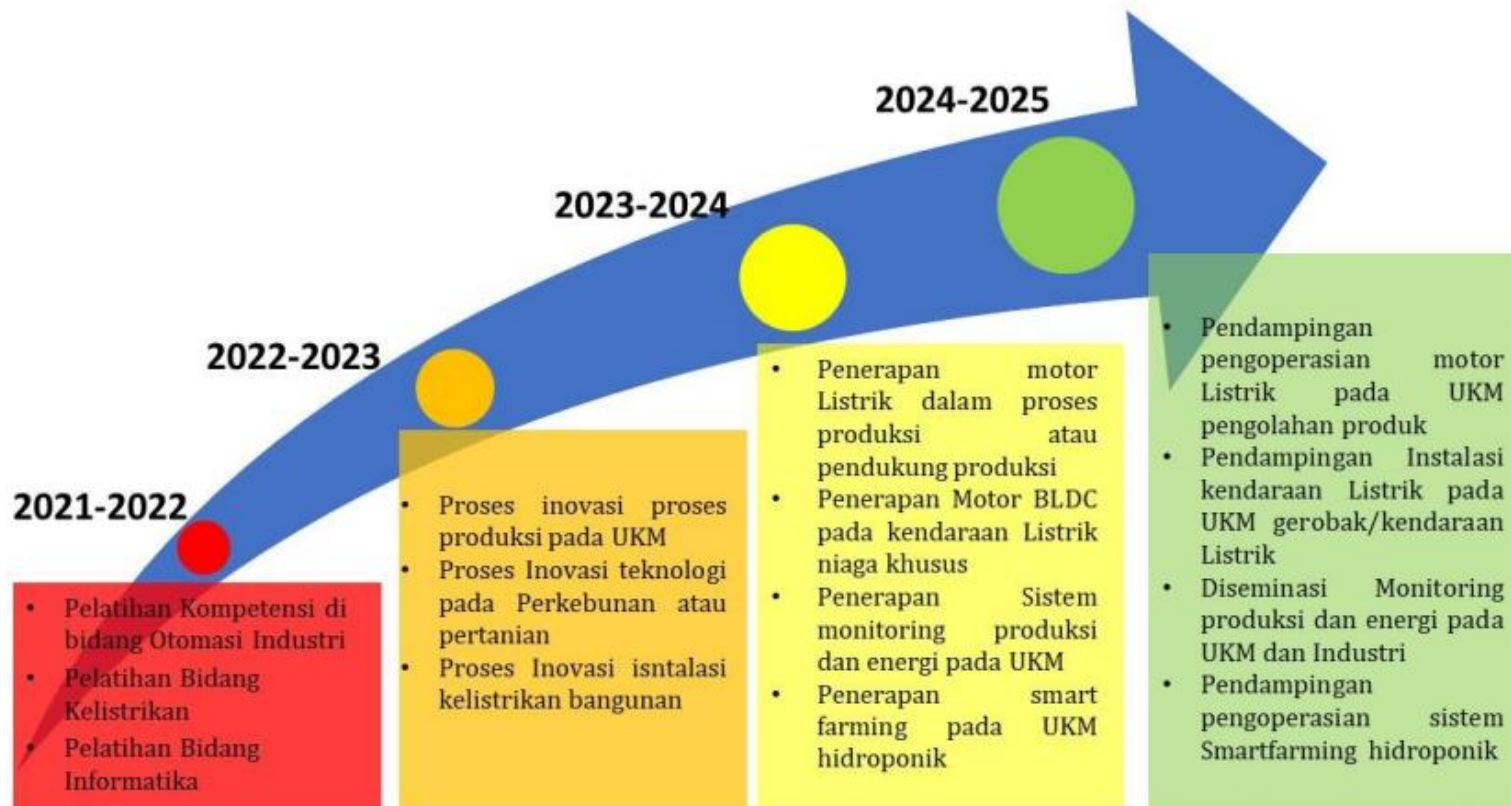 2021-2022
• Pelatihan Kompetensi di
bidang Otomasi Industri
• Pelatihan Bidang
Kelistrikan
• Pelatihan Bidang
Informatika
2022-2023
• Proses inovasi proses
produksi pada UKM
• Proses Inovasi teknologi
pada Perkebunan atau
pertanian
• Proses Inovasi isntalasi
kelistrikan bangunan
2023-2024
• Penerapan motor
Listrik dalam proses
produksi atau
pendukung produksi
• Penerapan Motor BLDC
pada kendaraan Listrik
niaga khusus
• Penerapan Sistem
monitoring produksi
dan energi pada UKM
• Penerapan smart
farming pada UKM
hidroponik
2024-2025
• Pendampingan
pengoperasian motor
Listrik pada UKM
pengolahan produk
• Pendampingan Instalasi
kendaraan Listrik pada
UKM gerobak/kendaraan
Listrik
• Diseminasi Monitoring
produksi dan energi pada
UKM dan Industri
• Pendampingan
pengoperasian sistem
Smartfarming hidroponik